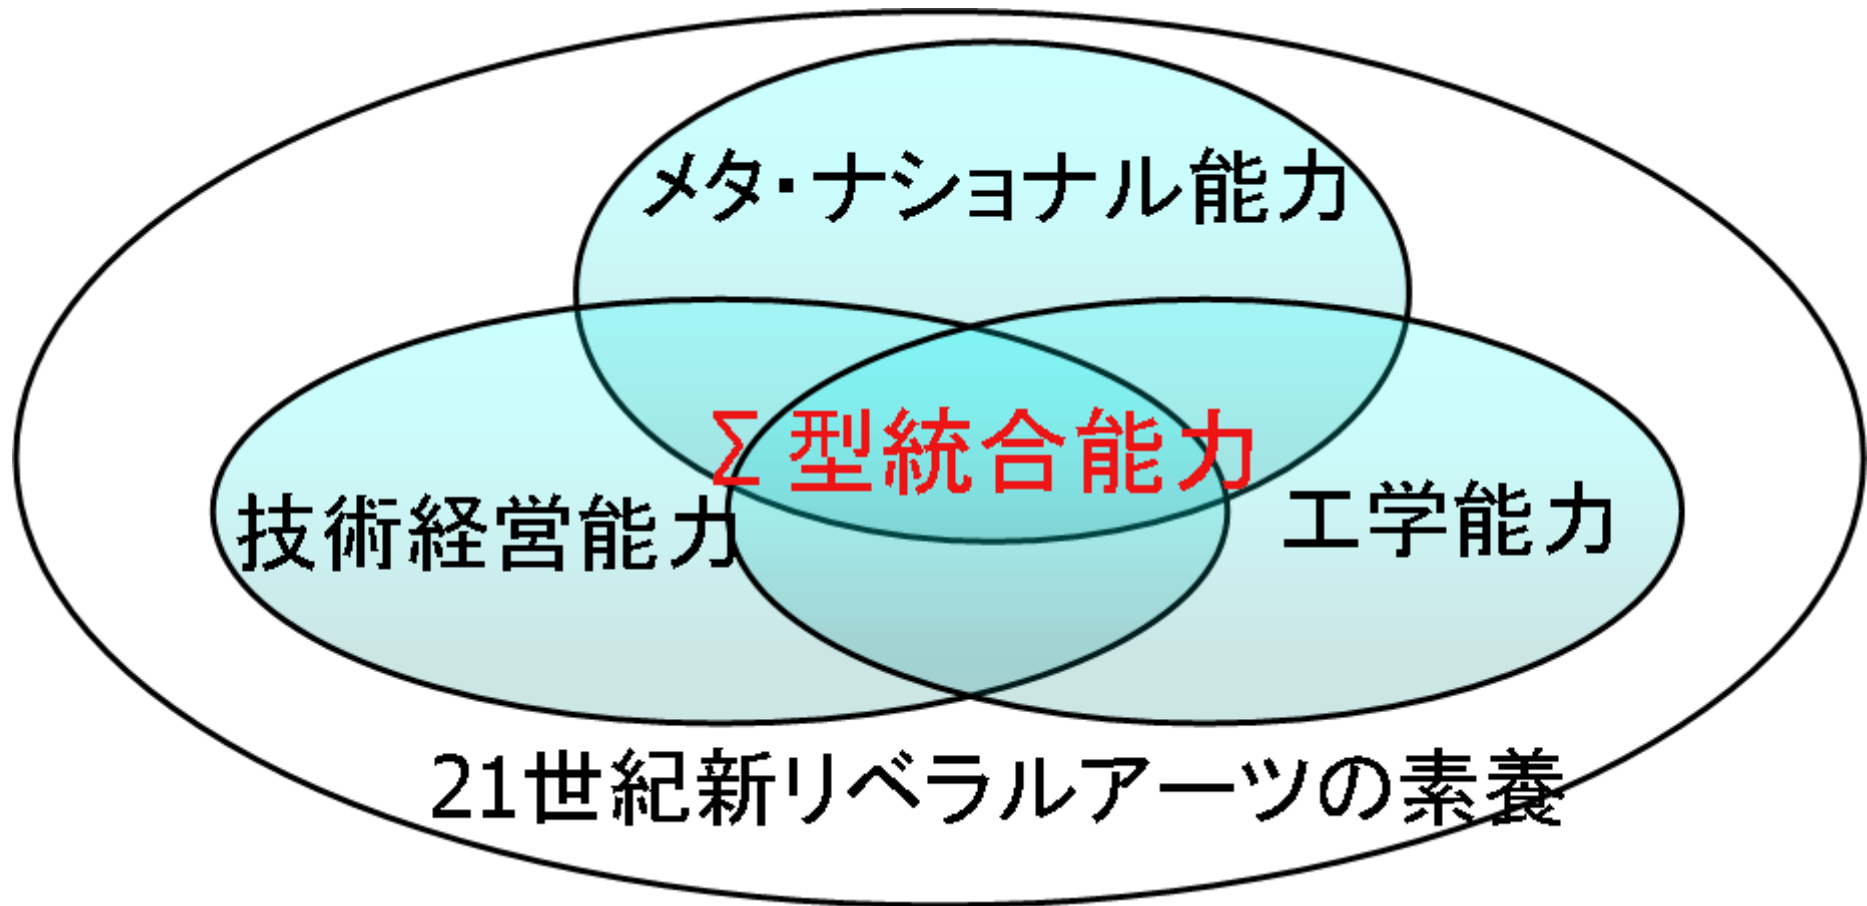 メタ・ナショナル能力
Σ型統合能力
技術経営能力
工学能力
21世紀新リベラルアーツの素養